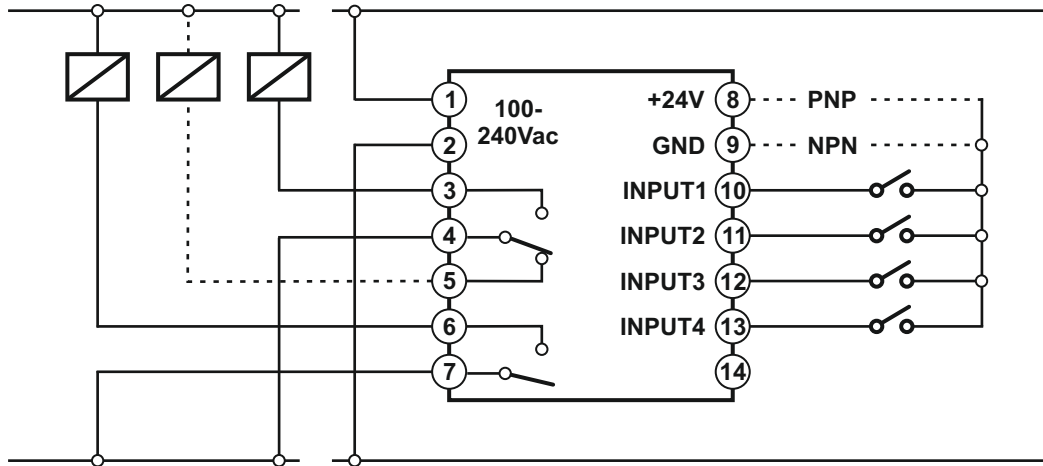 1
100-
240Vac
2
3
4
5
6
7
+24V 8 PNP
GND 9 NPN
INPUT1 10
INPUT2 11
INPUT3 12
INPUT4 13
14